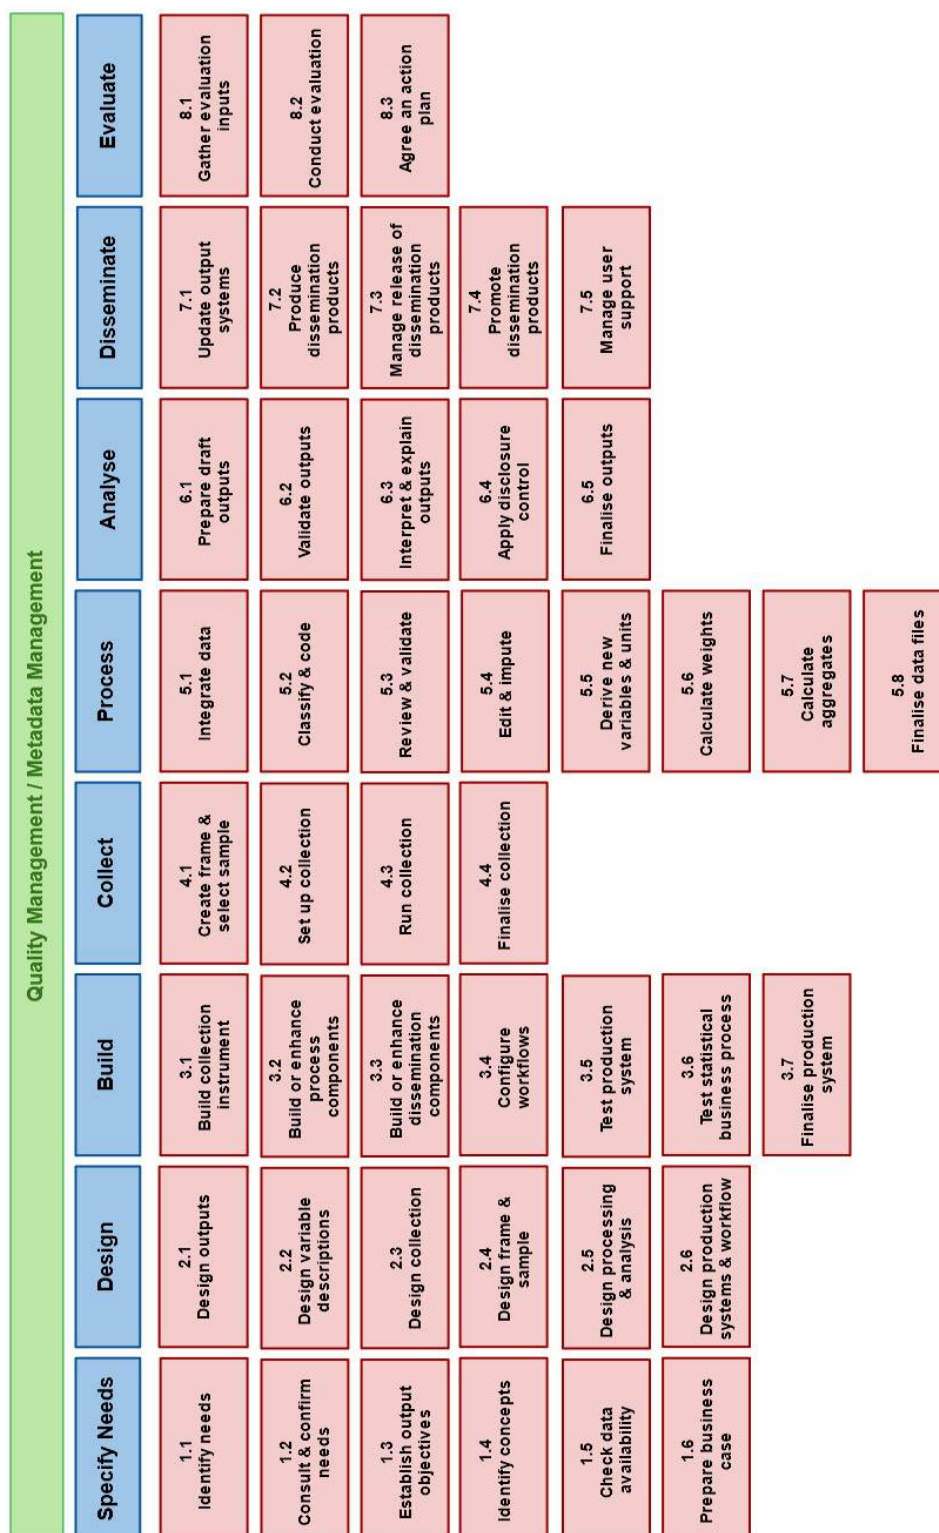 Quality Management / Metadata Management
Specify Needs
Design
Build
Collect
Process
Analyse
Disseminate
Evaluate
1.1
Identify needs
1.2
Consult & confirm
needs
1.3
Establish output
objectives
1.4
Identify concepts
1.5
Check data
availability
1.6
Prepare business
case
2.1
Design outputs
2.2
Design variable
descriptions
2.3
Design collection
2.4
Design frame &
sample
2.5
Design processing
& analysis
2.6
Design production
systems & workflow
3.1
Build collection
instrument
3.2
Build or enhance
process
components
3.3
Build or enhance
dissemination
components
3.4
Configure
workflows
3.5
Test production
system
3.6
Test statistical
business process
3.7
Finalise production
system
4.1
Create frame &
select sample
4.2
Set up collection
4.3
Run collection
4.4
Finalise collection
5.1
Integrate data
5.2
Classify & code
5.3
Review & validate
5.4
Edit & impute
5.5
Derive new
variables & units
5.6
Calculate weights
5.7
Calculate
aggregates
5.8
Finalise data files
6.1
Prepare draft
outputs
6.2
Validate outputs
6.3
Interpret & explain
outputs
6.4
Apply disclosure
control
6.5
Finalise outputs
7.1
Update output
systems
7.2
Produce
dissemination
products
7.3
Manage release of
dissemination
products
7.4
Promote
dissemination
products
7.5
Manage user
support
8.1
Gather evaluation
inputs
8.2
Conduct evaluation
8.3
Agree an action
plan